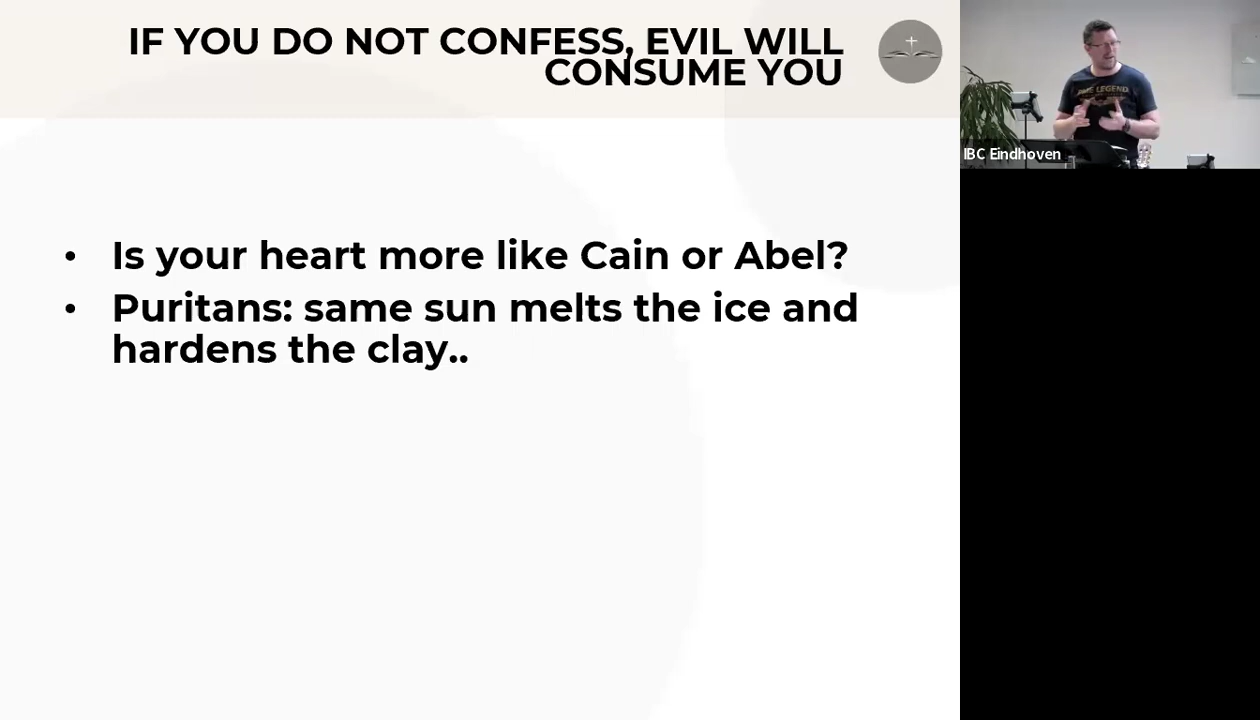 IF YOU DO NOT CONFESS, EVIL WILL
CONSUME YOU
• Is your heart more like Cain or Abel?
• Puritans: same sun melts the ice and
hardens the clay..
LEGEND
IBC Eindhoven